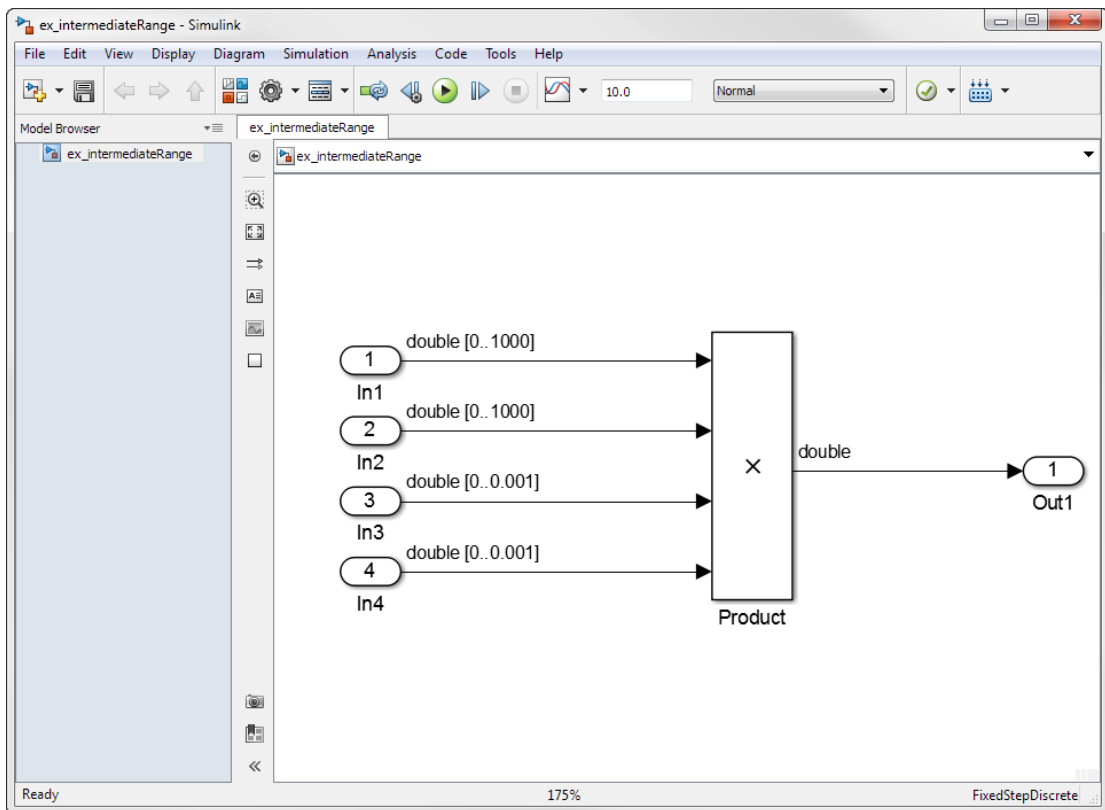 ex_intermediateRange - Simulink
File Edit View Display Diagram Simulation Analysis Code Tools Help
10.0 Normal
Model Browser ex_intermediateRange
ex_intermediateRange ex_intermediateRange
double [0..1000]
1
In1
double [0..1000]
2
In2
double [0..0.001]
3
In3
double [0..0.001]
4
In4
×
Product
double
1
Out1
Ready 175% FixedStepDiscrete